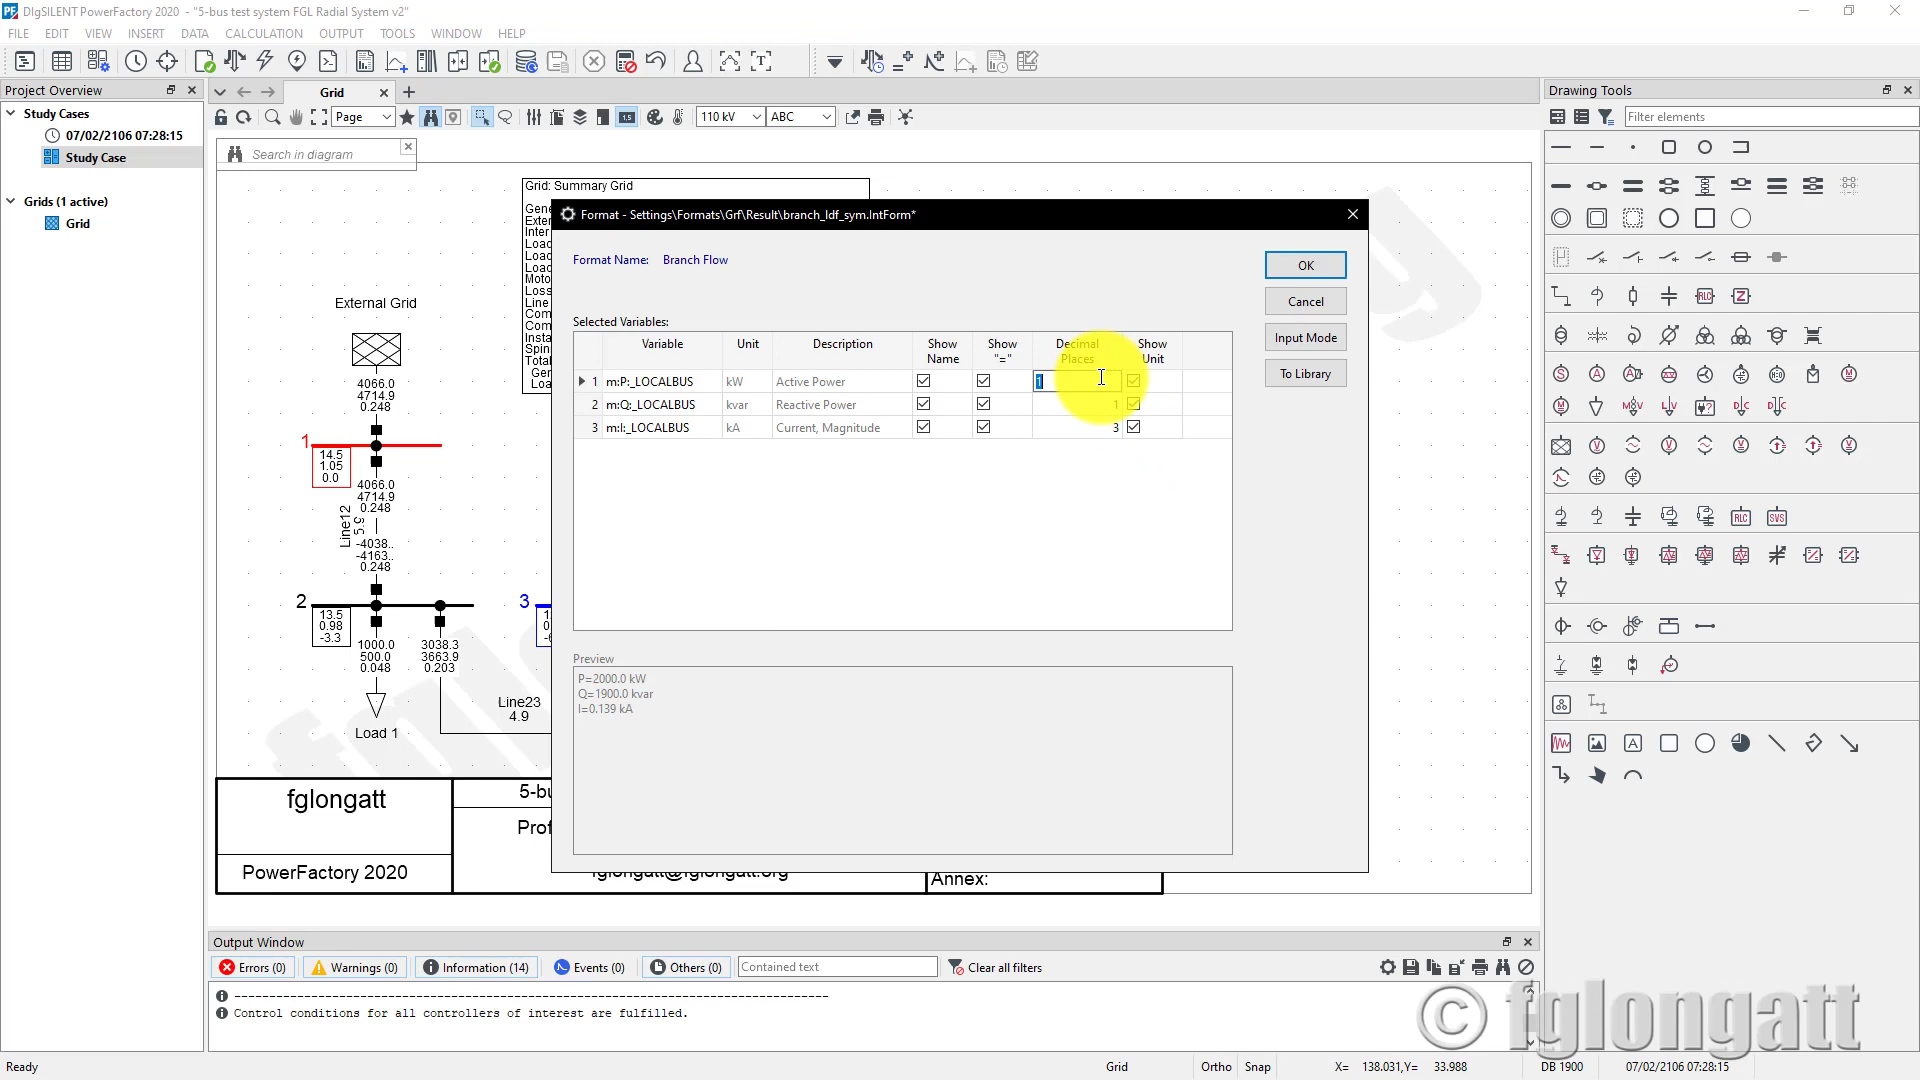 DIgSILENT PowerFactory 2020 - "5-bus test system FGL Radial System v2"
FILE EDIT VIEW INSERT DATA CALCULATION OUTPUT TOOLS WINDOW HELP
Project Overview
Study Cases
07/02/2106 07:28:15
Study Case
Grids (1 active)
Grid
Grid
Page
110 kV
ABC
Search in diagram
Grid: Summary Grid
External Grid
4066.0
4714.9
0.248
1
14.5
1.05
0.0
4066.0
4714.9
0.248
Line12
5.9
-4038..
-4163..
0.248
2
13.5
0.98
-3.3
1000.0
500.0
0.048
3038.3
3663.9
0.203
3
Load 1
Line23
4.9
fglongatt
PowerFactory 2020
5-bu
Prof
fglongatt@fglongatt.org
Annex:
Format - Settings\Formats\Grf\Result\branch_ldf_sym.IntForm*
Format Name: Branch Flow
OK
Cancel
Input Mode
To Library
Selected Variables:
Variable Unit Description Show Name Show "=" Decimal Places Show Unit
1 m:P:_LOCALBUS kW Active Power 1
2 m:Q:_LOCALBUS kvar Reactive Power 1
3 m:I:_LOCALBUS kA Current, Magnitude 3
Preview
P=2000.0 kW
Q=1900.0 kvar
I=0.139 kA
Drawing Tools
Filter elements
Output Window
Errors (0) Warnings (0) Information (14) Events (0) Others (0) Contained text Clear all filters
Control conditions for all controllers of interest are fulfilled.
© fglongatt
Ready
Grid Ortho Snap X= 138.031,Y= 33.988 DB 1900 07/02/2106 07:28:15